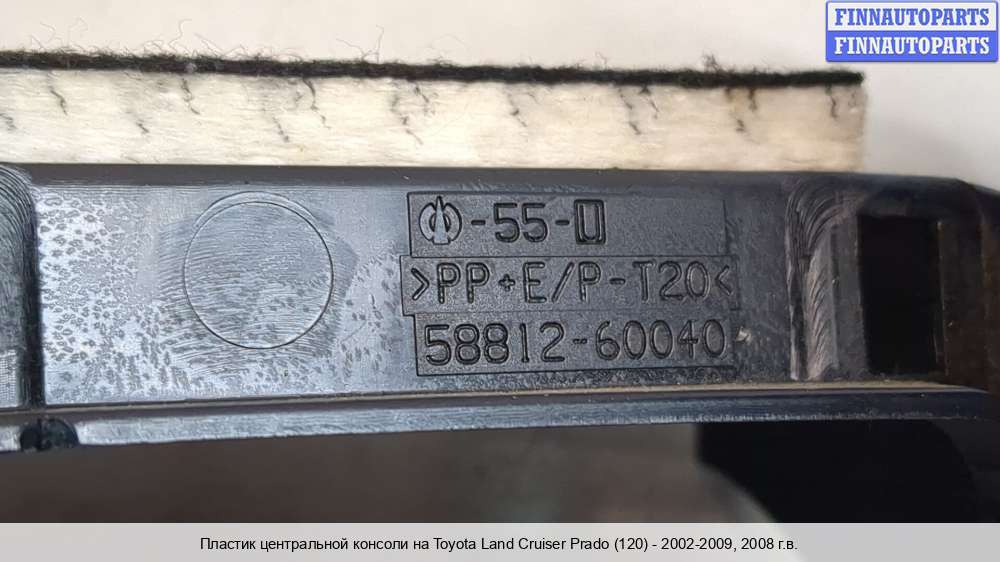 FINNAUTOPARTS
FINNAUTOPARTS
-55-
>PP+E/P-T20<
58812-60040
Пластик центральной консоли на Toyota Land Cruiser Prado (120) - 2002-2009, 2008 г.в.